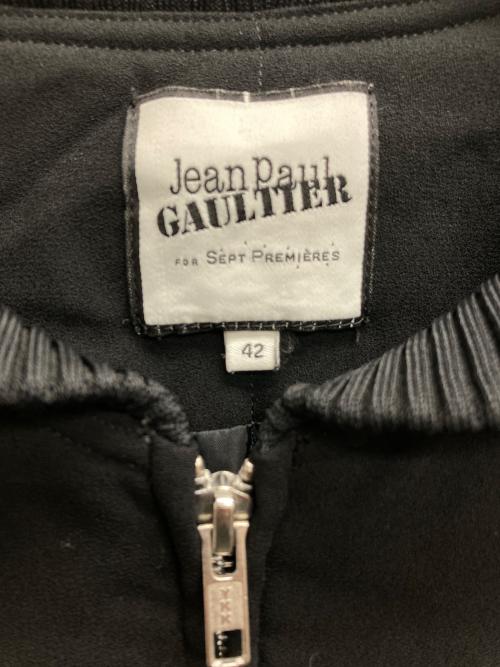 Jean Paul
GAULTIER
FOR SEPT PREMIÈRES
42
YKK